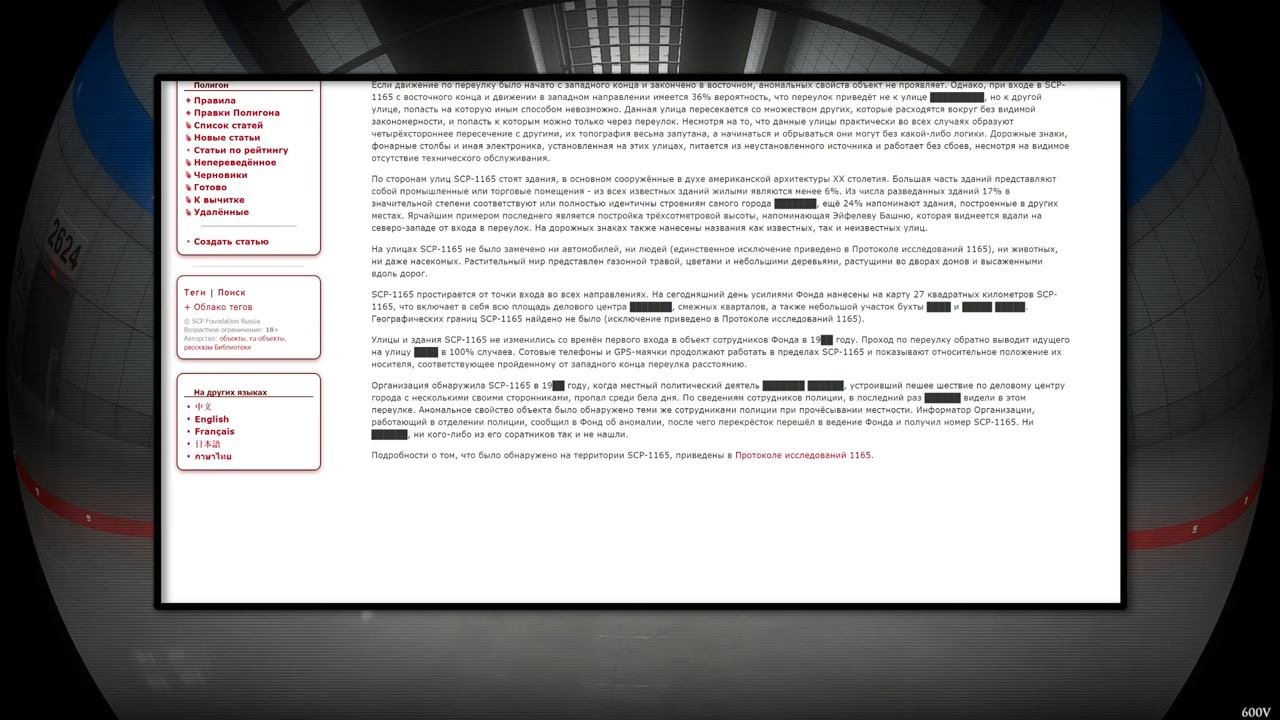 Полигон
Правила
Правки Полигона
Список статей
Новые статьи
Статьи по рейтингу
Непереведённое
Черновики
Готово
К вычитке
Удалённые
Создать статью
Теги | Поиск
+ Облако тегов
© SCP Foundation Russia
Возрастное ограничение: 18+
Авторство: объекты, ru-объекты,
рассказы Библиотеки
На других языках
中文
English
Français
日本語
ภาษาไทย
Если движение по переулку было начато с западного конца и закончено в восточном, аномальных свойств объект не проявляет. Однако, при входе в SCP-
1165 с восточного конца и движении в западном направлении имеется 36% вероятность, что переулок приведёт не к улице █████████, но к другой
улице, попасть на которую иным способом невозможно. Данная улица пересекается со множеством других, которые расходятся вокруг без видимой
закономерности, и попасть к которым можно только через переулок. Несмотря на то, что данные улицы практически во всех случаях образуют
четырёхстороннее пересечение с другими, их топография весьма запутана, а начинаться и обрываться они могут без какой-либо логики. Дорожные знаки,
фонарные столбы и иная электроника, установленная на этих улицах, питается из неустановленного источника и работает без сбоев, несмотря на видимое
отсутствие технического обслуживания.
По сторонам улиц SCP-1165 стоят здания, в основном сооружённые в духе американской архитектуры XX столетия. Большая часть зданий представляют
собой промышленные или торговые помещения - из всех известных зданий жилыми являются менее 6%. Из числа разведанных зданий 17% в
значительной степени соответствуют или полностью идентичны строениям самого города ███████, ещё 24% напоминают здания, построенные в других
местах. Ярчайшим примером последнего является постройка трёхсотметровой высоты, напоминающая Эйфелеву Башню, которая виднеется вдали на
северо-западе от входа в переулок. На дорожных знаках также нанесены названия как известных, так и неизвестных улиц.
На улицах SCP-1165 не было замечено ни автомобилей, ни людей (единственное исключение приведено в Протоколе исследований 1165), ни животных,
ни даже насекомых. Растительный мир представлен газонной травой, цветами и небольшими деревьями, растущими во дворах домов и высаженными
вдоль дорог.
SCP-1165 простирается от точки входа во всех направлениях. На сегодняшний день усилиями Фонда нанесены на карту 27 квадратных километров SCP-
1165, что включает в себя всю площадь делового центра ███████, смежных кварталов, а также небольшой участок бухты ████ и █████ █████.
Географических границ SCP-1165 найдено не было (исключение приведено в Протоколе исследований 1165).
Улицы и здания SCP-1165 не изменились со времён первого входа в объект сотрудников Фонда в 19██ году. Проход по переулку обратно выводит идущего
на улицу ████ в 100% случаев. Сотовые телефоны и GPS-маячки продолжают работать в пределах SCP-1165 и показывают относительное положение их
носителя, соответствующее пройденному от западного конца переулка расстоянию.
Организация обнаружила SCP-1165 в 19██ году, когда местный политический деятель ███████ ██████, устроивший пешее шествие по деловому центру
города с несколькими своими сторонниками, пропал среди бела дня. По сведениям сотрудников полиции, в последний раз ██████ видели в этом
переулке. Аномальное свойство объекта было обнаружено теми же сотрудниками полиции при прочёсывании местности. Информатор Организации,
работающий в отделении полиции, сообщил в Фонд об аномалии, после чего перекрёсток перешёл в ведение Фонда и получил номер SCP-1165. Ни
██████, ни кого-либо из его соратников так и не нашли.
Подробности о том, что было обнаружено на территории SCP-1165, приведены в Протоколе исследований 1165.
2624
600V